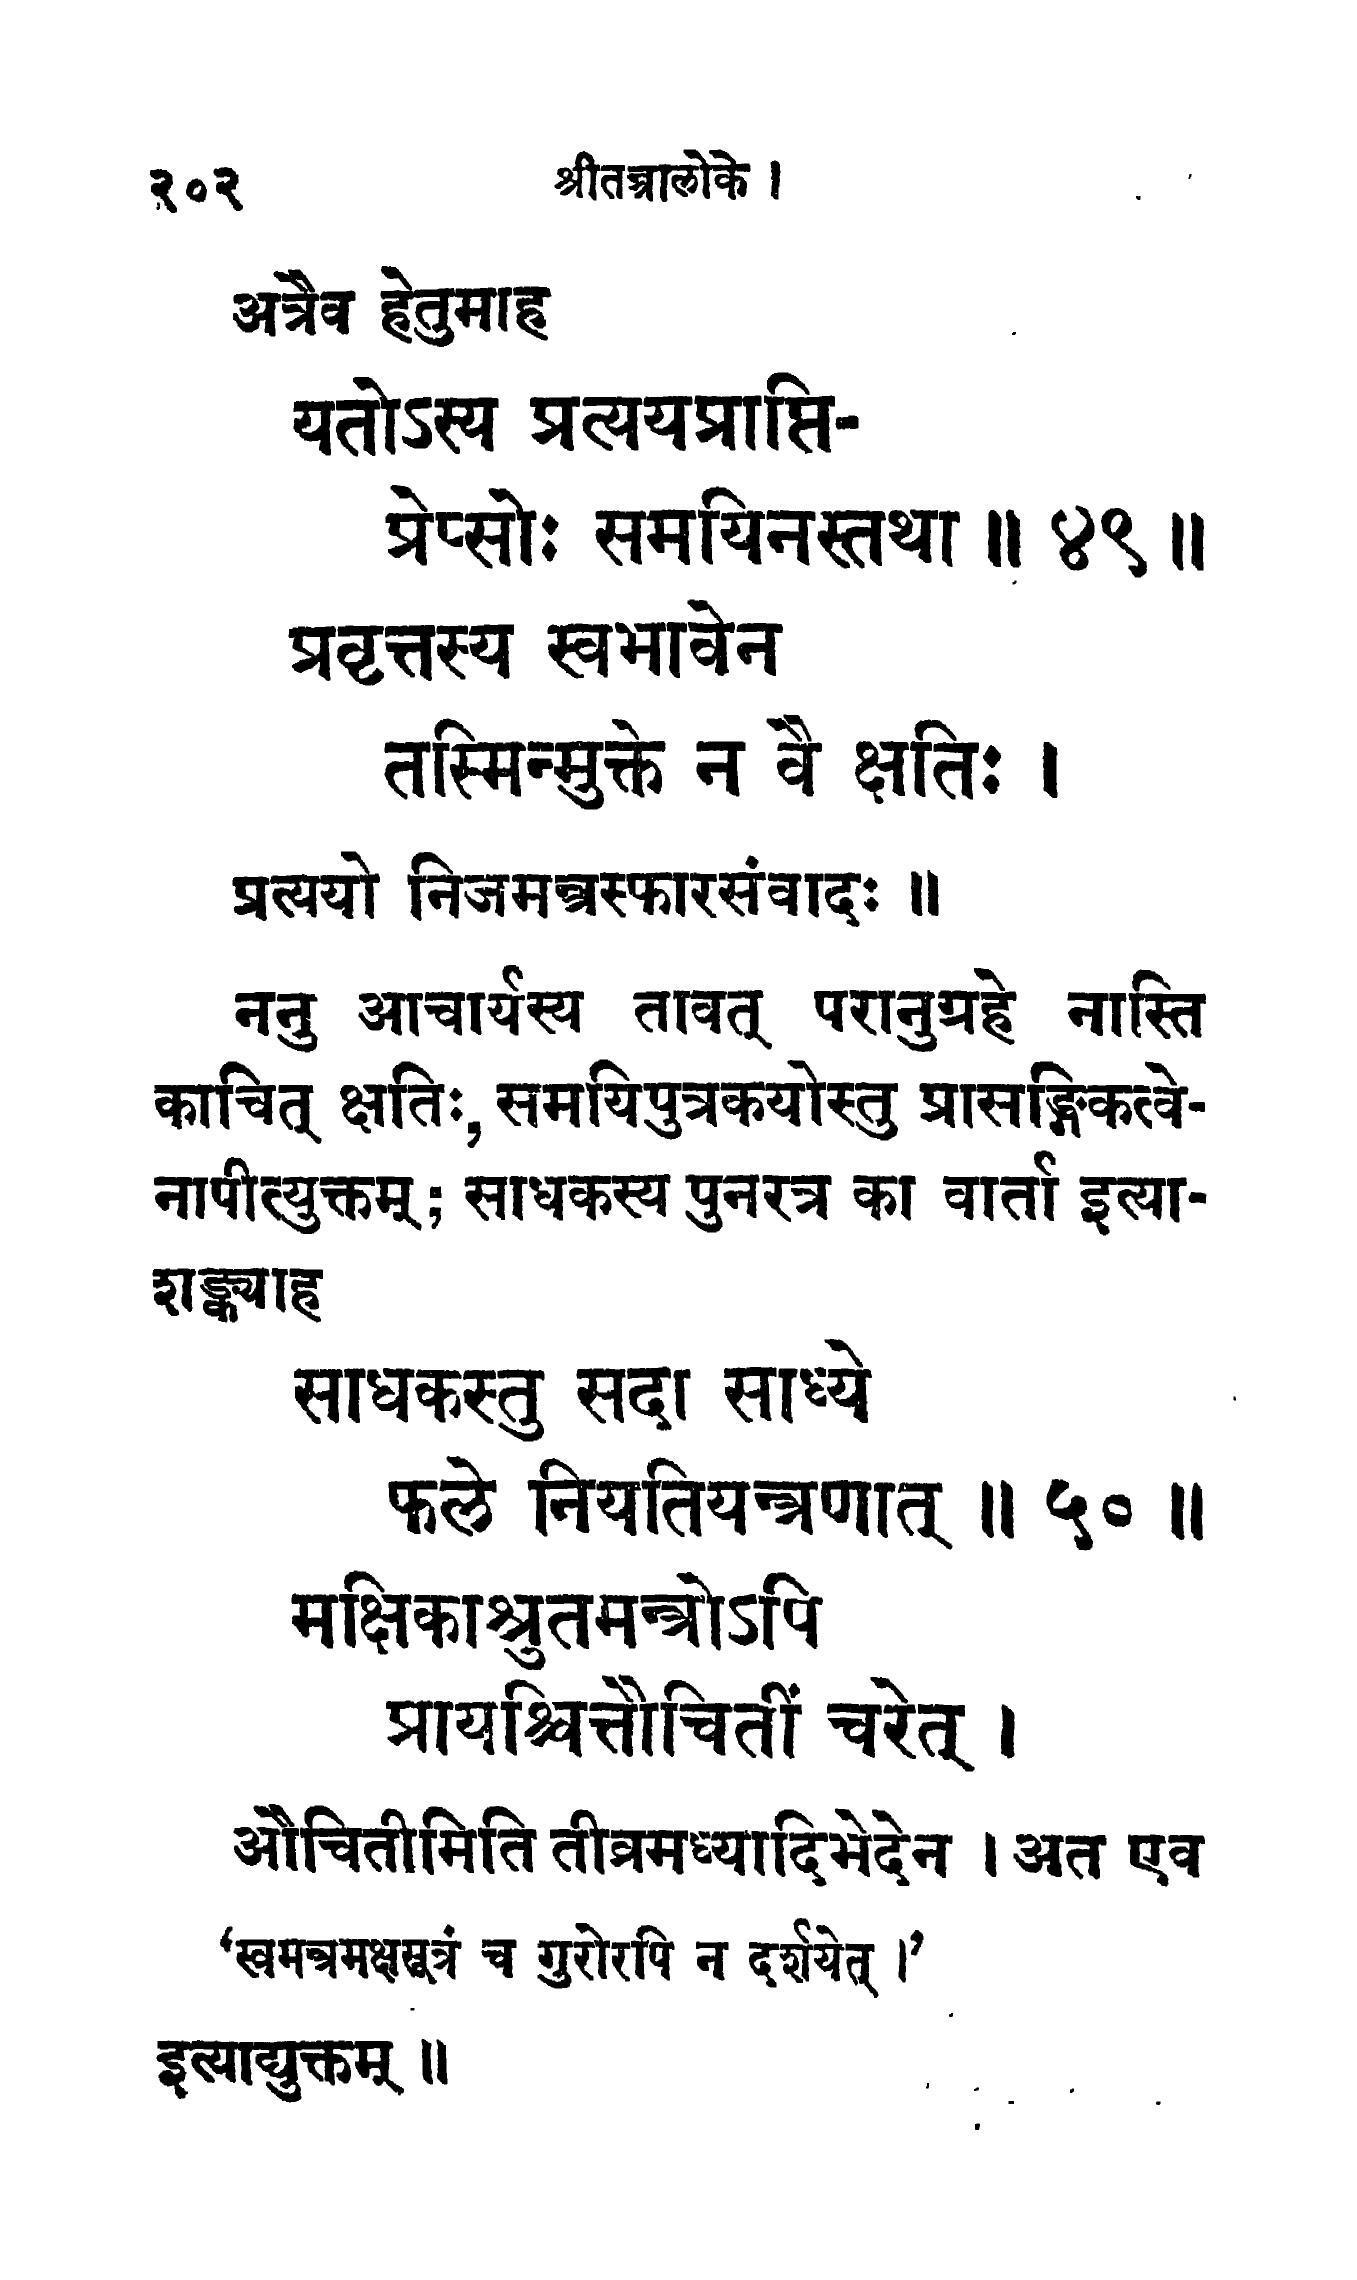 २०२ श्रीतन्त्रालोके ।
अत्रैव हेतुमाह
यतोऽस्य प्रत्ययप्राप्ति-
प्रेप्सोः समयिनस्तथा ॥ ४९ ॥
प्रवृत्तस्य स्वभावेन
तस्मिन्मुक्ते न वै क्षतिः ।
प्रत्ययो निजमन्त्रस्फारसंवादः ॥
ननु आचार्यस्य तावत् परानुग्रहे नास्ति
काचित् क्षतिः, समयिपुत्रकयोस्तु प्रासङ्गिकत्वे-
नापीत्युक्तम्; साधकस्य पुनरत्र का वार्ता इत्या-
शङ्क्याह
साधकस्तु सदा साध्ये
फले नियतियन्त्रणात् ॥ ५० ॥
मक्षिकाश्रुतमन्त्रोऽपि
प्रायश्चित्तौचितीं चरेत् ।
औचितीमिति तीव्रमध्यादिभेदेन । अत एव
‘स्वमन्त्रमक्षसूत्रं च गुरोरपि न दर्शयेत् ।’
इत्याद्युक्तम् ॥